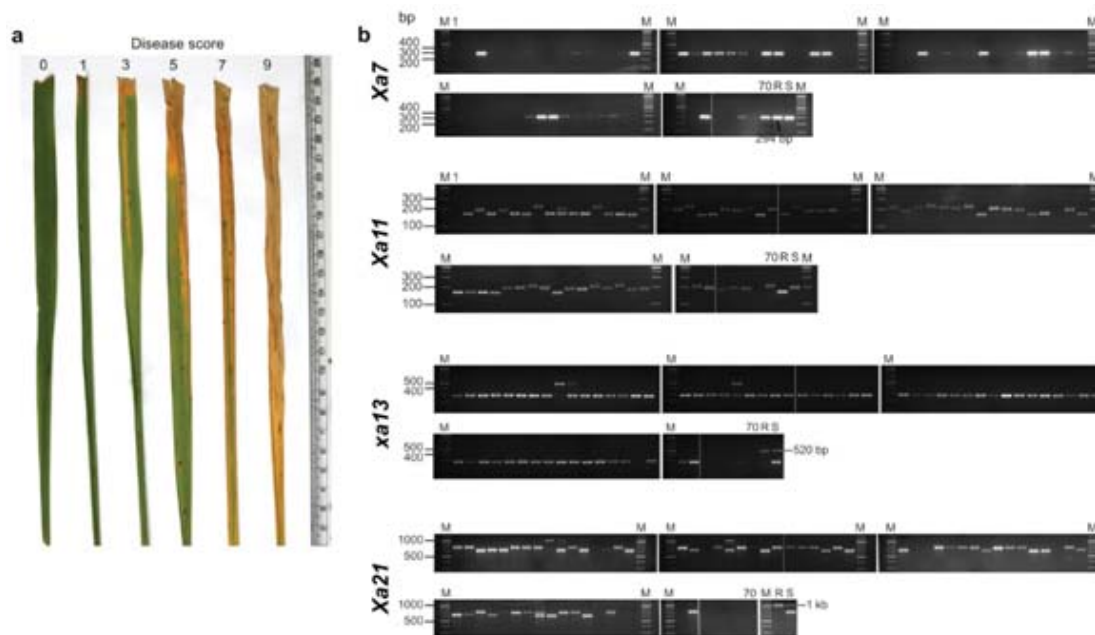 a
Disease score
0 1 3 5 7 9
b
bp
M 1 M M M M
400
300
200
Xa7
M M M 70 R S M
400
300
200
294 bp
M 1 M M M M
300
200
100
Xa11
M M M 70 R S M
300
200
100
M M M
500
400
xa13
M M 70 R S
500
400
520 bp
M M M M M
1000
500
Xa21
M M M 70 M R S
1000
500
1 kb